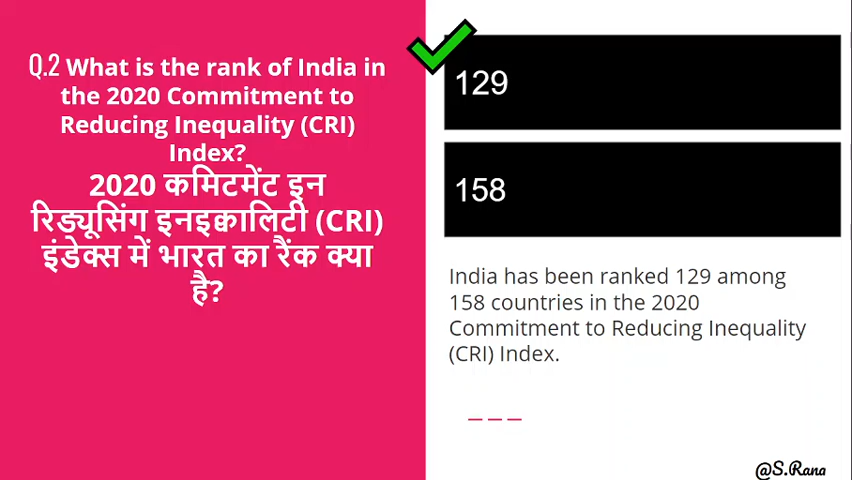 Q.2 What is the rank of India in
the 2020 Commitment to
Reducing Inequality (CRI)
Index?
2020 कमिटमेंट इन
रिड्यूसिंग इनइक्वालिटी (CRI)
इंडेक्स में भारत का रैंक क्या
है?
129
158
India has been ranked 129 among
158 countries in the 2020
Commitment to Reducing Inequality
(CRI) Index.
@S.Rana